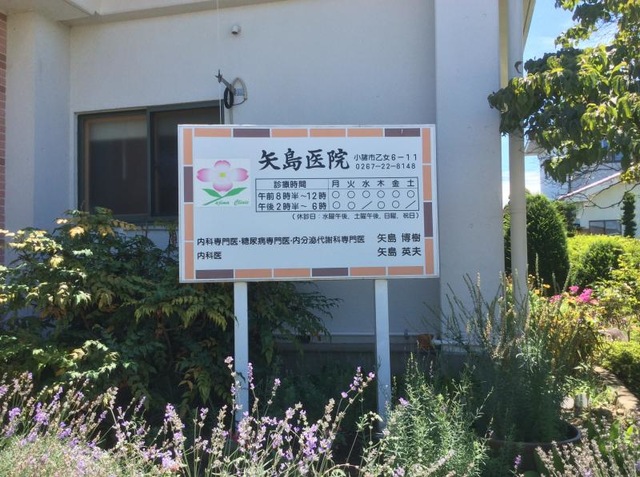 矢島医院
小諸市乙女6-11
0267-22-8148
診療時間 月 火 水 木 金 土
午前8時半~12時 ○ ○ ○ ○ ○ ○
午後2時半~ 6時 ○ ○ / ○ ○ /
(休診日:水曜午後、土曜午後、日曜、祝日)
内科専門医・糖尿病専門医・内分泌代謝科専門医 矢島 博樹
内科医 矢島 英夫